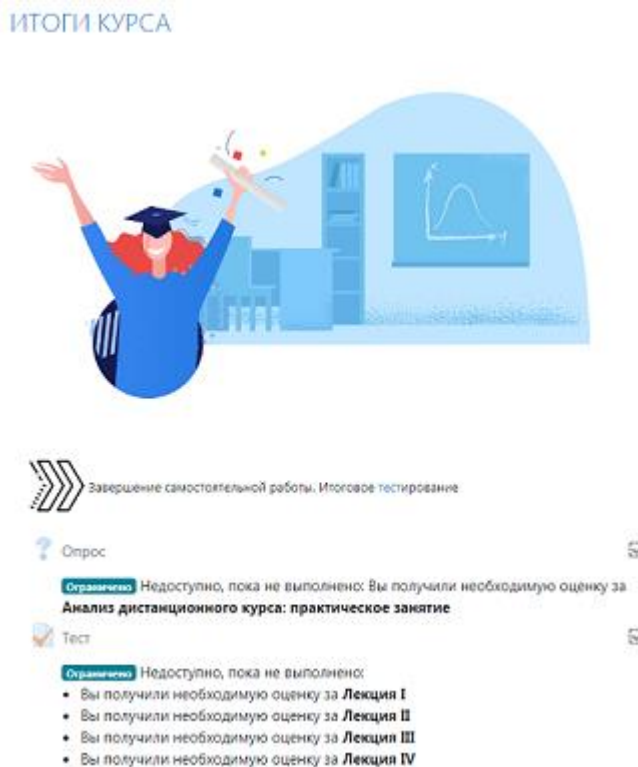 ИТОГИ КУРСА
Завершение самостоятельной работы. Итоговое тестирование
Опрос
Ограничено Недоступно, пока не выполнено: Вы получили необходимую оценку за
Анализ дистанционного курса: практическое занятие
Тест
Ограничено Недоступно, пока не выполнено:
• Вы получили необходимую оценку за Лекция I
• Вы получили необходимую оценку за Лекция II
• Вы получили необходимую оценку за Лекция III
• Вы получили необходимую оценку за Лекция IV